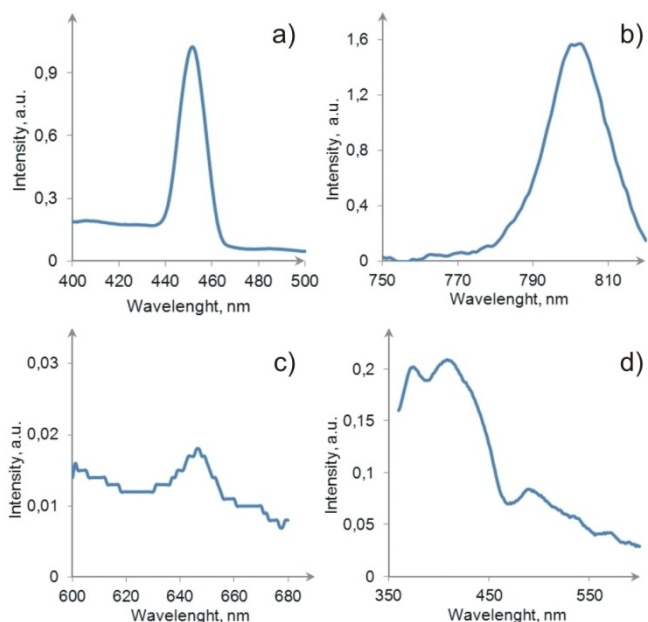 a)
Intensity, a.u.
0,9
0,6
0,3
0
400 420 440 460 480 500
Wavelenght, nm
b)
Intensity, a.u.
1,6
1,2
0,8
0,4
0
750 770 790 810
Wavelenght, nm
c)
Intensity, a.u.
0,03
0,02
0,01
0
600 620 640 660 680
Wavelenght, nm
d)
Intensity, a.u.
0,2
0,15
0,1
0,05
0
350 450 550
Wavelenght, nm